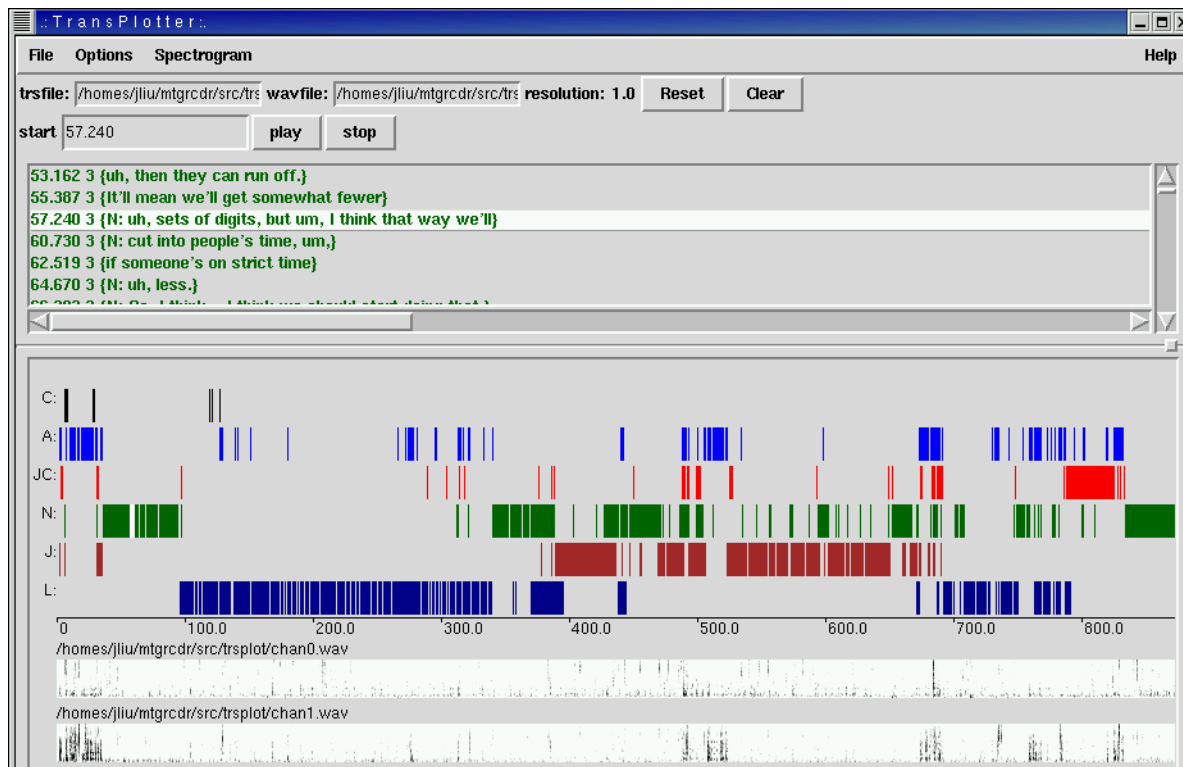 .:TransPlotter:.
File Options Spectrogram Help
trsfile: /homes/jliu/mtgrcdr/src/trs wavfile: /homes/jliu/mtgrcdr/src/trs resolution: 1.0 Reset Clear
start 57.240 play stop
53.162 3 {uh, then they can run off.}
55.387 3 {It'll mean we'll get somewhat fewer}
57.240 3 {N: uh, sets of digits, but um, I think that way we'll}
60.730 3 {N: cut into people's time, um,}
62.519 3 {if someone's on strict time}
64.670 3 {N: uh, less.}
C:
A:
JC:
N:
J:
L:
0 100.0 200.0 300.0 400.0 500.0 600.0 700.0 800.0
/homes/jliu/mtgrcdr/src/trsplot/chan0.wav
/homes/jliu/mtgrcdr/src/trsplot/chan1.wav